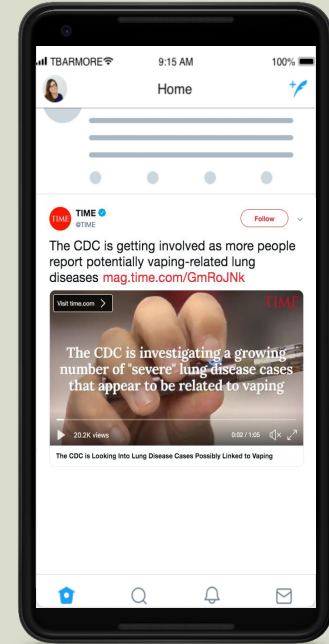 TBARMORE 9:15 AM 100%
Home
TIME
TIME
@TIME
Follow
The CDC is getting involved as more people
report potentially vaping-related lung
diseases mag.time.com/GmRoJNk
Visit time.com
TIME
The CDC is investigating a growing
number of "severe" lung disease cases
that appear to be related to vaping
20.2K views 0:02 / 1:05
The CDC is Looking Into Lung Disease Cases Possibly Linked to Vaping